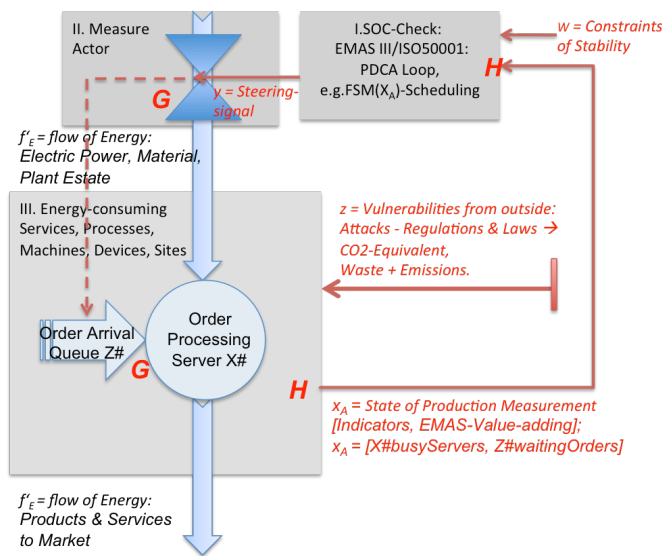 II. Measure
Actor
G
I.SOC-Check:
EMAS III/ISO50001:
PDCA Loop,
e.g.FSM(XA)-Scheduling
H
w = Constraints
of Stability
y = Steering-
signal
f'E = flow of Energy:
Electric Power, Material,
Plant Estate
III. Energy-consuming
Services, Processes,
Machines, Devices, Sites
z = Vulnerabilities from outside:
Attacks - Regulations & Laws →
CO2-Equivalent,
Waste + Emissions.
Order Arrival
Queue Z#
G
Order
Processing
Server X#
H
xA = State of Production Measurement
[Indicators, EMAS-Value-adding];
xA = [X#busyServers, Z#waitingOrders]
f'E = flow of Energy:
Products & Services
to Market